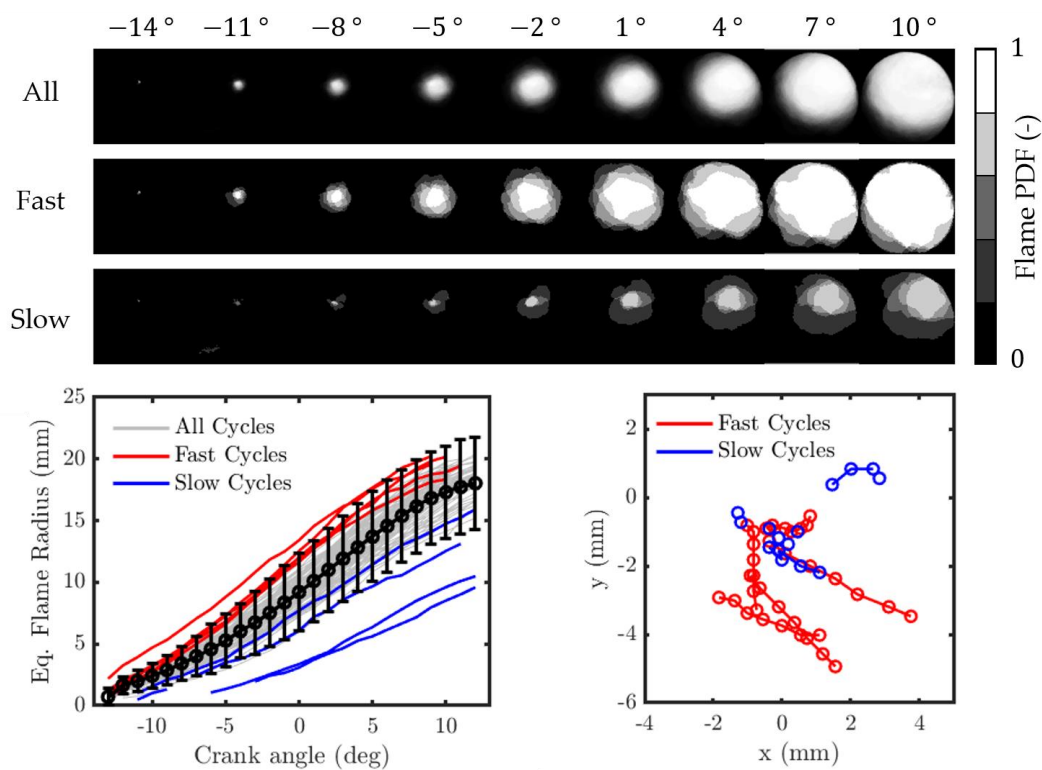 −14° −11° −8° −5° −2° 1° 4° 7° 10°
All
Fast
Slow
1
Flame PDF (-)
0
25
20
15
10
5
0
Eq. Flame Radius (mm)
All Cycles
Fast Cycles
Slow Cycles
-10 -5 0 5 10
Crank angle (deg)
2
0
-2
-4
-6
y (mm)
Fast Cycles
Slow Cycles
-4 -2 0 2 4
x (mm)